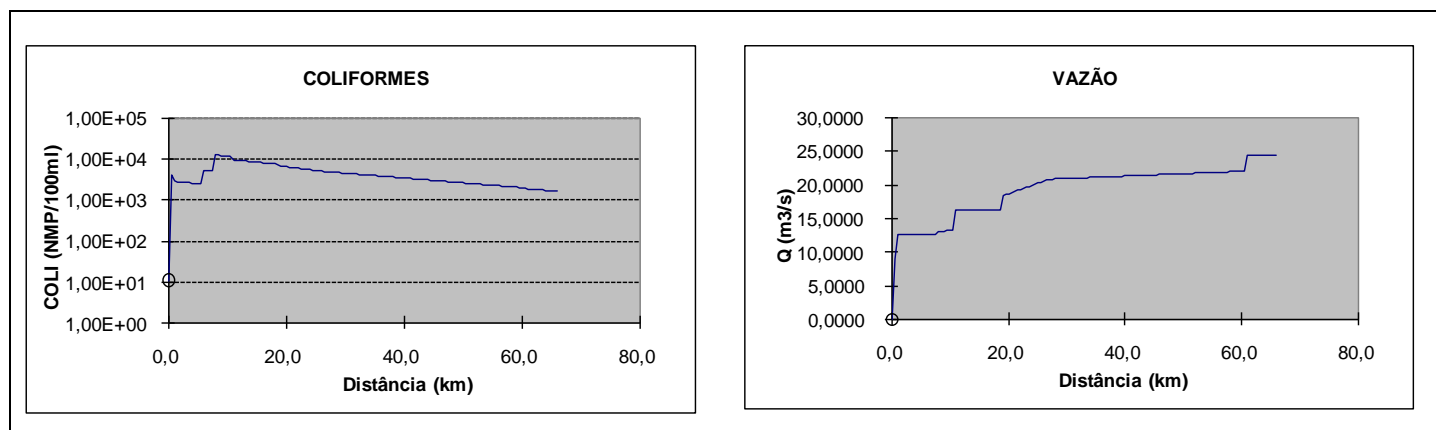 COLIFORMES
1,00E+05
1,00E+04
1,00E+03
1,00E+02
1,00E+01
1,00E+00
COLI (NMP/100ml)
0,0
20,0
40,0
60,0
80,0
Distância (km)
VAZÃO
30,0000
25,0000
20,0000
15,0000
10,0000
5,0000
0,0000
Q (m3/s)
0,0
20,0
40,0
60,0
80,0
Distância (km)